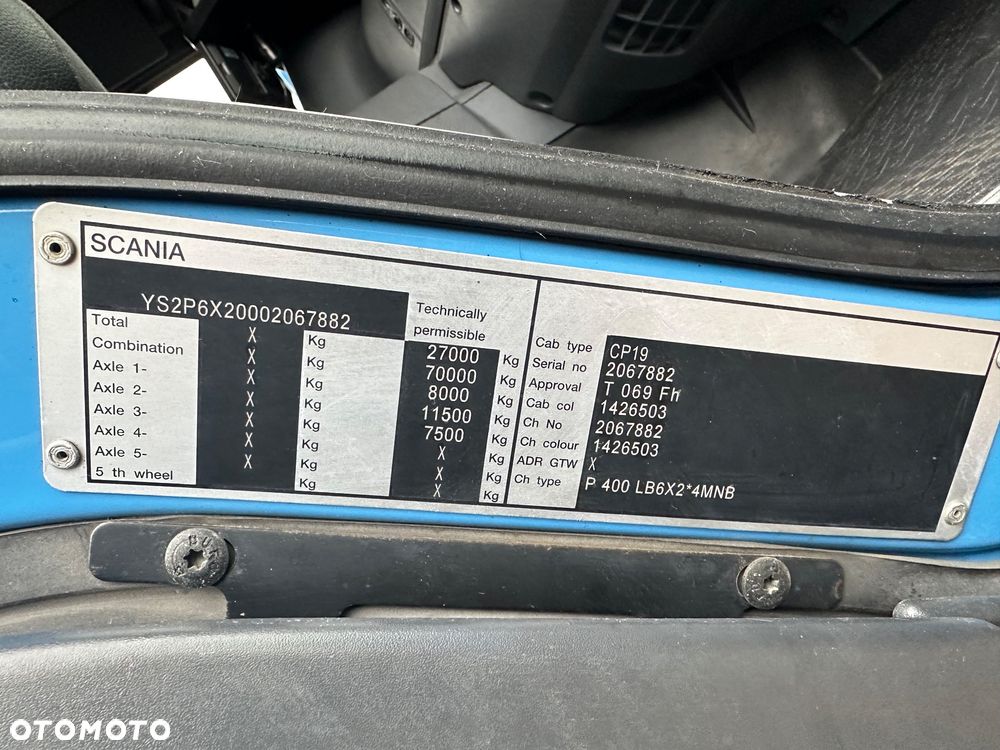 SCANIA
YS2P6X20002067882
Technically
permissible
Total X Kg 27000 Kg
Combination X Kg 70000 Kg
Axle 1- X Kg 8000 Kg
Axle 2- X Kg 11500 Kg
Axle 3- X Kg 7500 Kg
Axle 4- X Kg X Kg
Axle 5- X Kg X Kg
5 th wheel Kg X Kg
Cab type CP19
Serial no 2067882
Approval T 069 Fh
Cab col 1426503
Ch No 2067882
Ch colour 1426503
ADR GTW X
Ch type P 400 LB6X2*4MNB
OTOMOTO